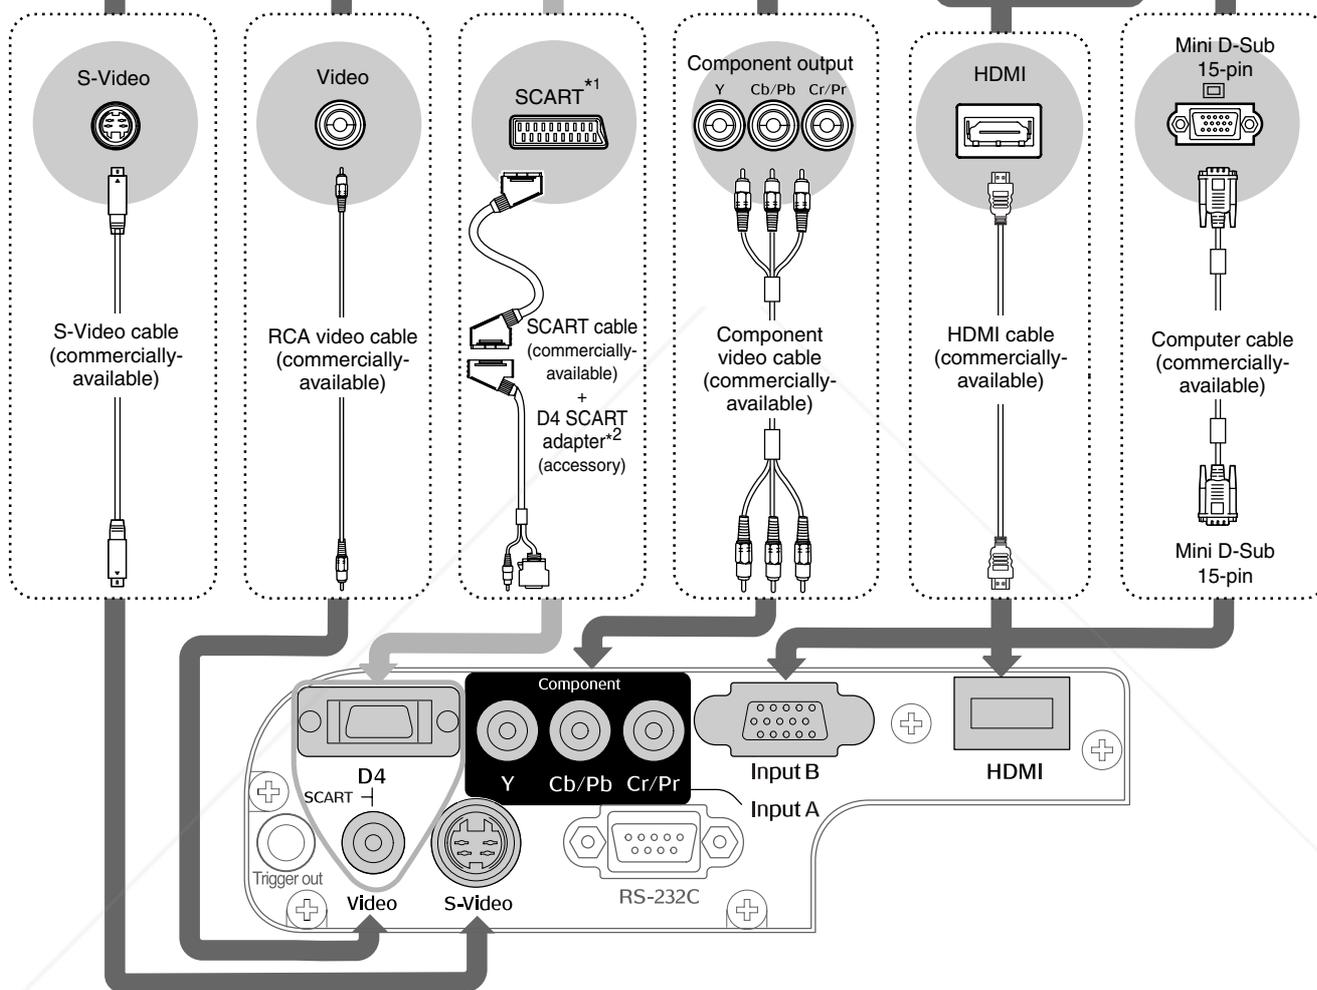 S-Video
Video
SCART*1
Component output
Y Cb/Pb Cr/Pr
HDMI
Mini D-Sub
15-pin
S-Video cable
(commercially-
available)
RCA video cable
(commercially-
available)
SCART cable
(commercially-
available)
+
D4 SCART
adapter*2
(accessory)
Component
video cable
(commercially-
available)
HDMI cable
(commercially-
available)
Computer cable
(commercially-
available)
Mini D-Sub
15-pin
Component
Y Cb/Pb Cr/Pr
D4
SCART
Input B
Input A
HDMI
Trigger out
Video
S-Video
RS-232C